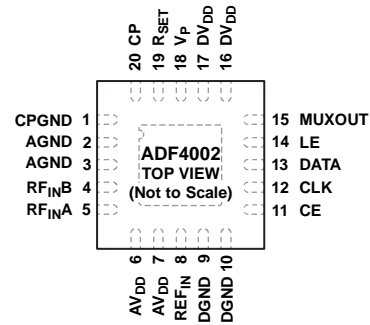 20 CP
19 RSET
18 VP
17 DVDD
16 DVDD
CPGND 1
AGND 2
AGND 3
RFINB 4
RFINA 5
ADF4002
TOP VIEW
(Not to Scale)
15 MUXOUT
14 LE
13 DATA
12 CLK
11 CE
AVDD 6
AVDD 7
REFIN 8
DGND 9
DGND 10